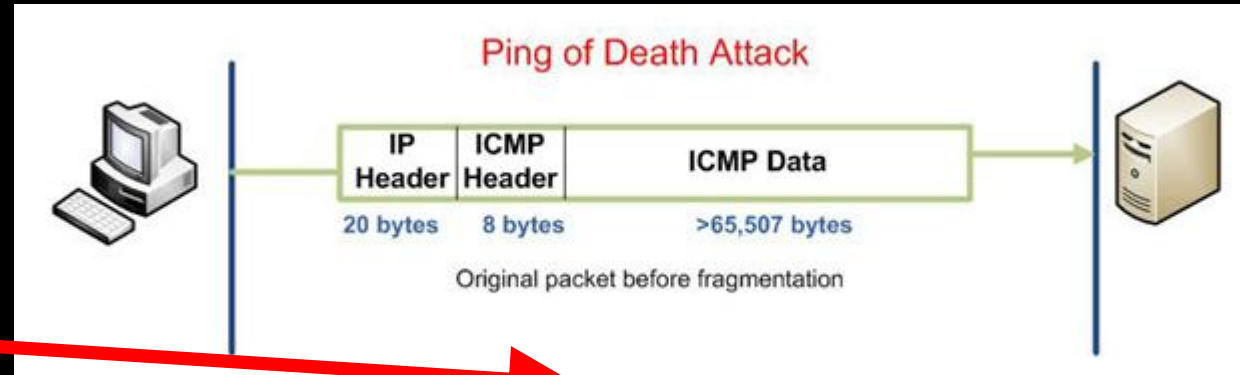 Ping of Death Attack
IP Header
ICMP Header
ICMP Data
20 bytes
8 bytes
>65,507 bytes
Original packet before fragmentation